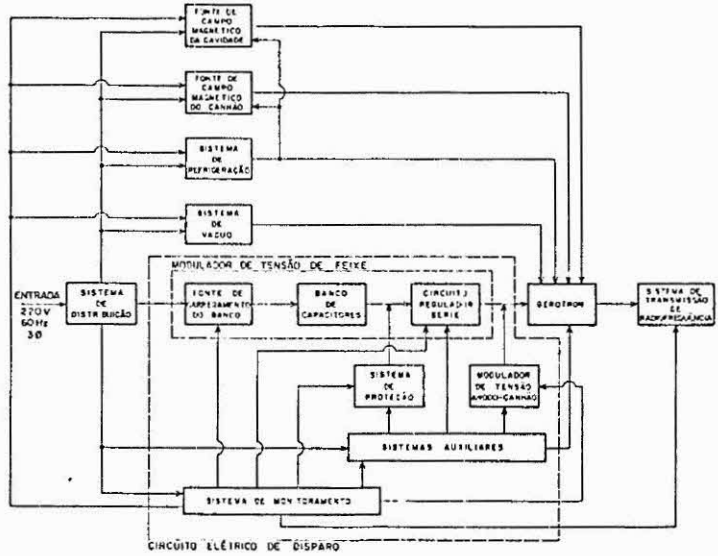 FONTE DE
CAMPO
MAGNÉTICO
DA CAVIDADE
FONTE DE
CAMPO
MAGNÉTICO
DO CANHÃO
SISTEMA
DE
REFRIGERAÇÃO
SISTEMA
DE
VÁCUO
MODULADOR DE TENSÃO DE FEIXE
ENTRADA
220V
60Hz
3Ø
SISTEMA
DE
DISTRIBUIÇÃO
FONTE DE
CARREGAMENTO
DO BANCO
BANCO
DE
CAPACITORES
CIRCUITO
REGULADOR
SÉRIE
GIROTRON
SISTEMA DE
TRANSMISSÃO
DE
RADIOFREQUÊNCIA
SISTEMA
DE
PROTEÇÃO
MODULADOR
DE TENSÃO
ANODO-CANHÃO
SISTEMAS AUXILIARES
SISTEMA DE MONITORAMENTO
CIRCUITO ELÉTRICO DE DISPARO